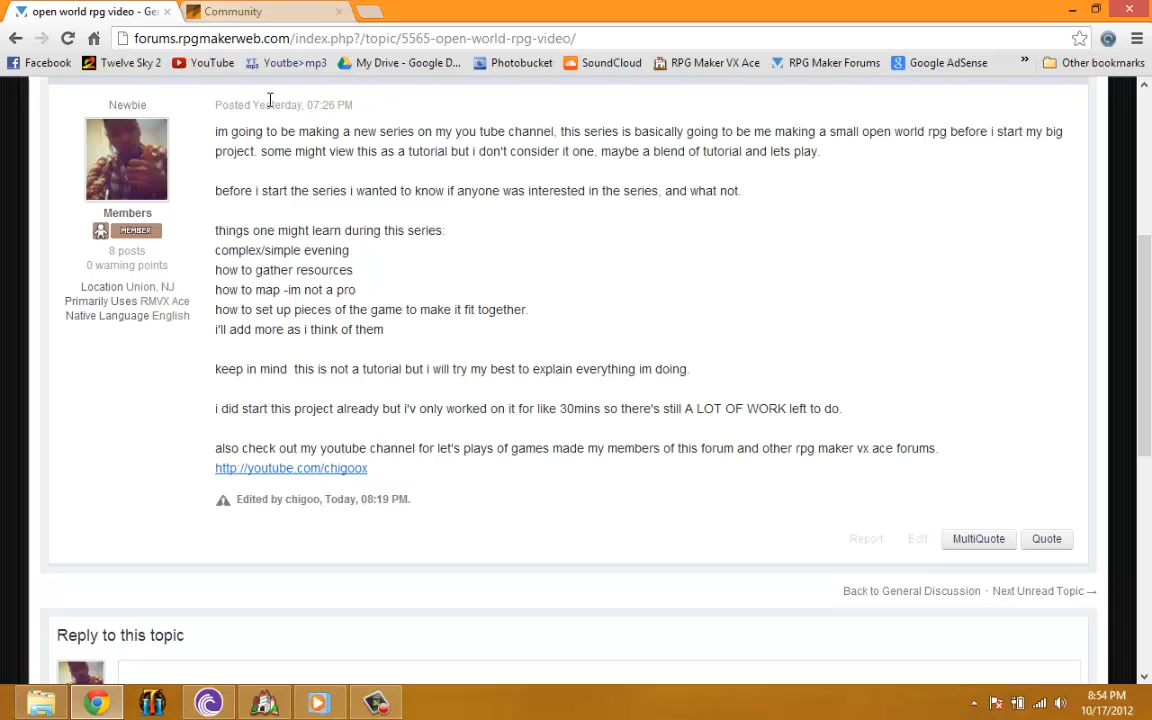 open world rpg video - Ge
Community
forums.rpgmakerweb.com/index.php?/topic/5565-open-world-rpg-video/
Facebook
Twelve Sky 2
YouTube
Youtbe>mp3
My Drive - Google D...
Photobucket
SoundCloud
RPG Maker VX Ace
RPG Maker Forums
Google AdSense
Other bookmarks
Newbie
Members
MEMBER
8 posts
0 warning points
Location Union, NJ
Primarily Uses RMVX Ace
Native Language English
Posted Yesterday, 07:26 PM
im going to be making a new series on my you tube channel, this series is basically going to be me making a small open world rpg before i start my big
project. some might view this as a tutorial but i don't consider it one, maybe a blend of tutorial and lets play.
before i start the series i wanted to know if anyone was interested in the series, and what not.
things one might learn during this series:
complex/simple evening
how to gather resources
how to map -im not a pro
how to set up pieces of the game to make it fit together.
i'll add more as i think of them
keep in mind  this is not a tutorial but i will try my best to explain everything im doing.
i did start this project already but i'v only worked on it for like 30mins so there's still A LOT OF WORK left to do.
also check out my youtube channel for let's plays of games made my members of this forum and other rpg maker vx ace forums.
http://youtube.com/chigoox
Edited by chigoo, Today, 08:19 PM.
Report
Edit
MultiQuote
Quote
Back to General Discussion · Next Unread Topic →
Reply to this topic
8:54 PM
10/17/2012